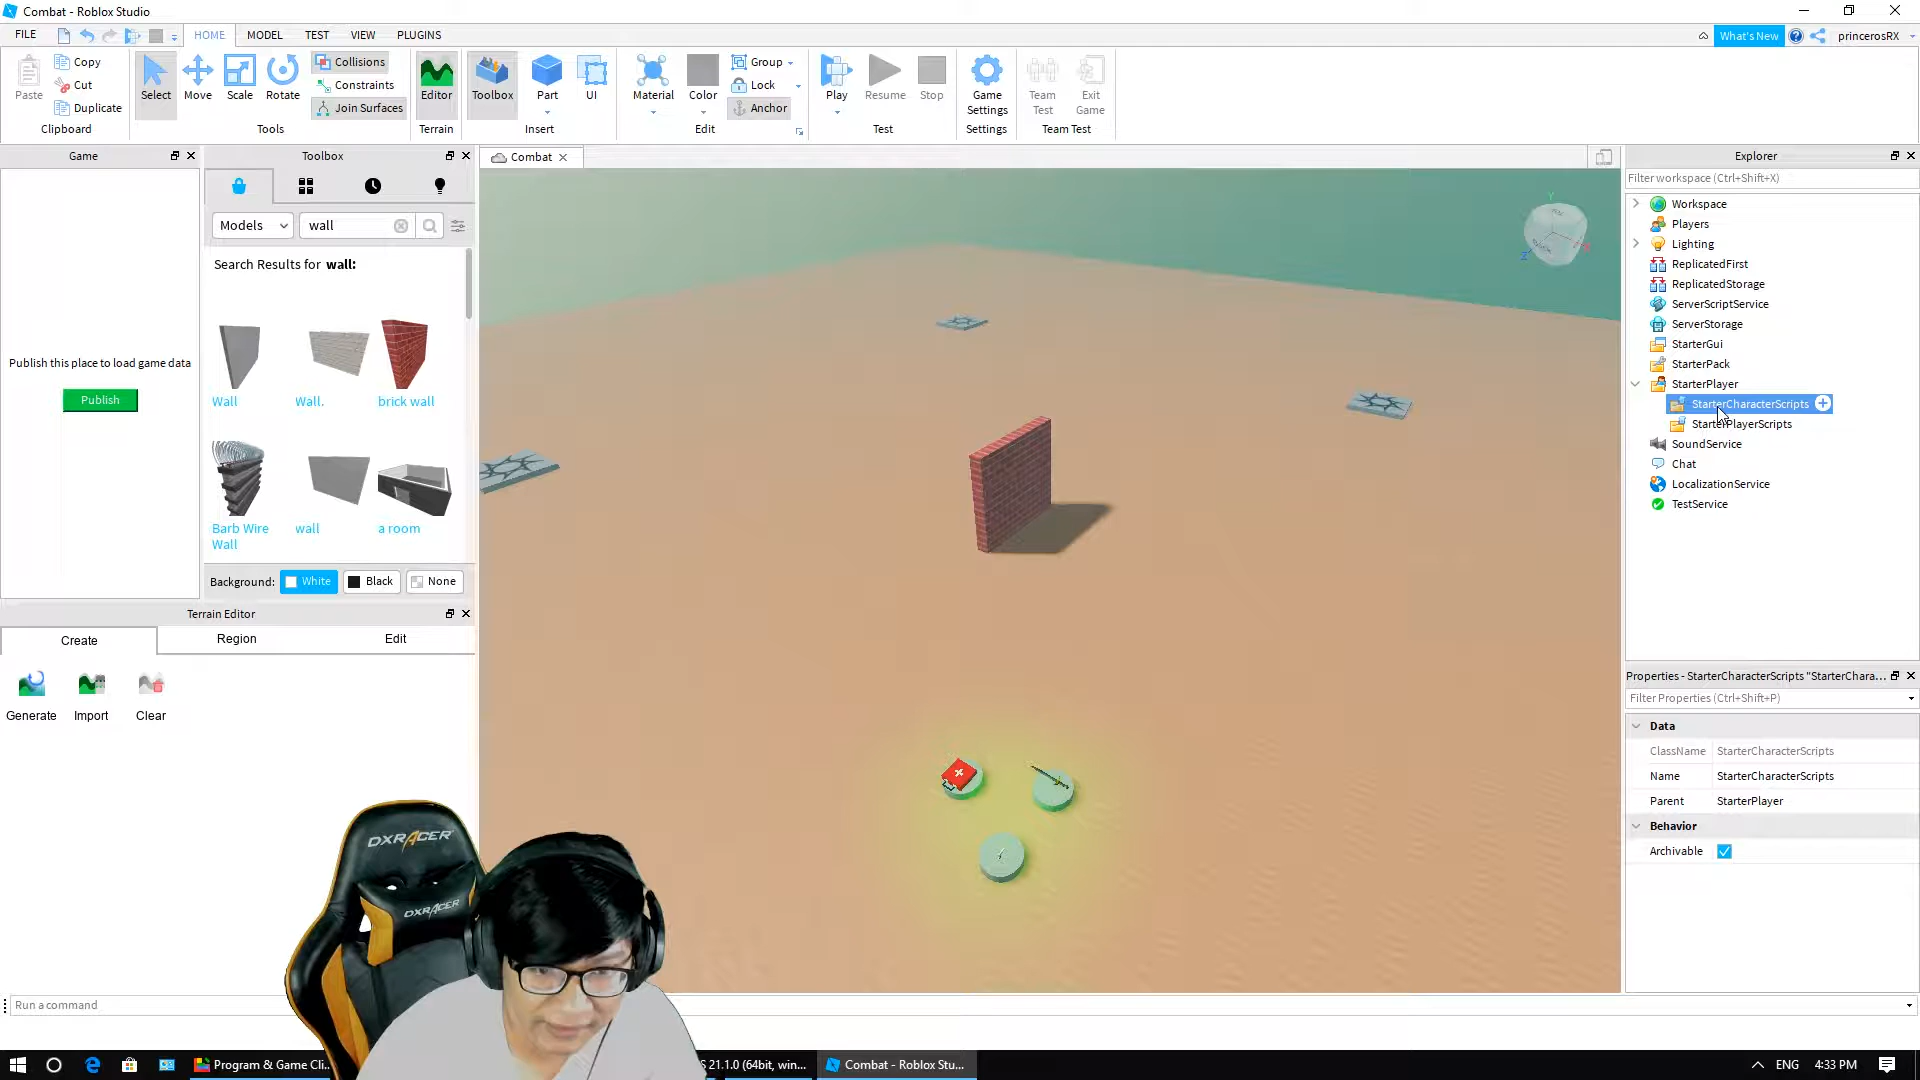 Combat - Roblox Studio
FILE HOME MODEL TEST VIEW PLUGINS What's New princerosRX
Paste Copy Cut Duplicate Clipboard
Select Move Scale Rotate Collisions Constraints Join Surfaces Tools
Editor Terrain
Toolbox Part UI Insert
Material Color Group Lock Anchor Edit
Play Resume Stop Test
Game Settings Settings
Team Test Exit Game Team Test
Game
Publish this place to load game data
Publish
Toolbox
Models wall
Search Results for wall:
Wall Wall. brick wall
Barb Wire Wall wall a room
Background: White Black None
Terrain Editor
Create Region Edit
Generate Import Clear
Combat
DXRACER
DXRACER
Explorer
Filter workspace (Ctrl+Shift+X)
Workspace
Players
Lighting
ReplicatedFirst
ReplicatedStorage
ServerScriptService
ServerStorage
StarterGui
StarterPack
StarterPlayer
StarterCharacterScripts
StarterPlayerScripts
SoundService
Chat
LocalizationService
TestService
Properties - StarterCharacterScripts "StarterChara...
Filter Properties (Ctrl+Shift+P)
Data
ClassName StarterCharacterScripts
Name StarterCharacterScripts
Parent StarterPlayer
Behavior
Archivable
Run a command
Program & Game Cli... S 21.1.0 (64bit, win... Combat - Roblox Stu... ENG 4:33 PM